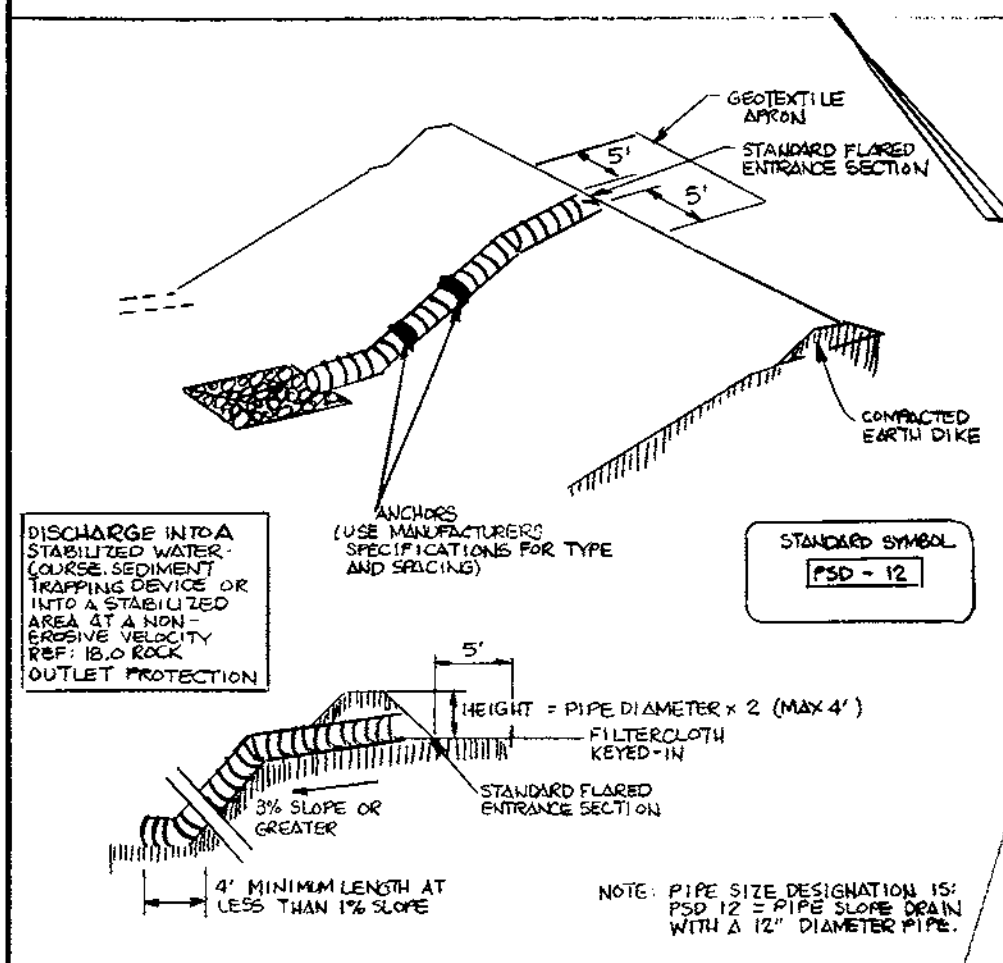 GEOTEXTILE
APRON
STANDARD FLARED
ENTRANCE SECTION
5'
5'
COMPACTED
EARTH DIKE
ANCHORS
(USE MANUFACTURERS
SPECIFICATIONS FOR TYPE
AND SPACING)
DISCHARGE INTO A
STABILIZED WATER-
COURSE. SEDIMENT
TRAPPING DEVICE OR
INTO A STABILIZED
AREA AT A NON-
EROSIVE VELOCITY
REF: 18.0 ROCK
OUTLET PROTECTION
STANDARD SYMBOL
PSD - 12
5'
HEIGHT = PIPE DIAMETER x 2 (MAX 4')
FILTERCLOTH
KEYED-IN
STANDARD FLARED
ENTRANCE SECTION
3% SLOPE OR
GREATER
4' MINIMUM LENGTH AT
LESS THAN 1% SLOPE
NOTE: PIPE SIZE DESIGNATION IS:
PSD 12 = PIPE SLOPE DRAIN
WITH A 12" DIAMETER PIPE.